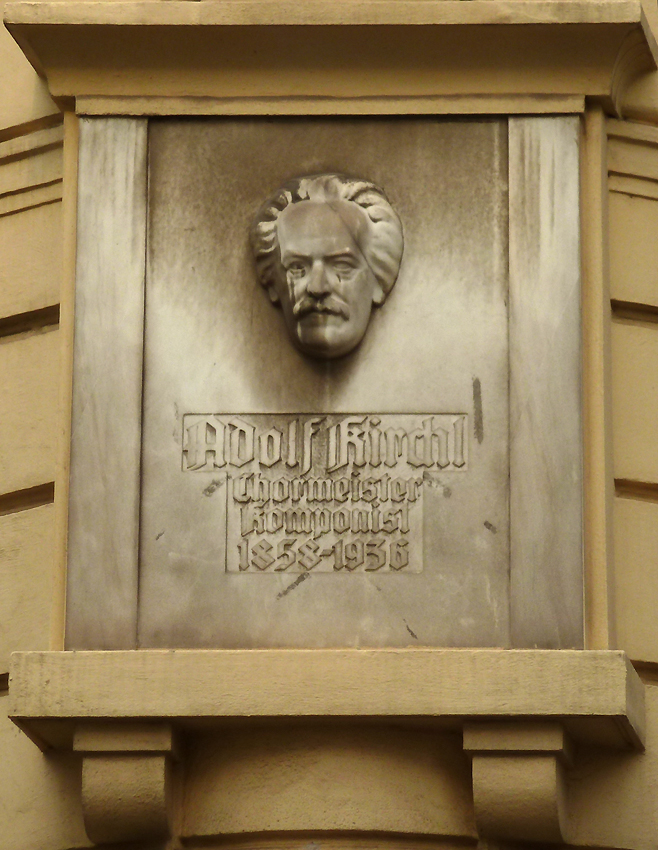 Adolf Kirchl
Chormeister
Komponist
1858-1936